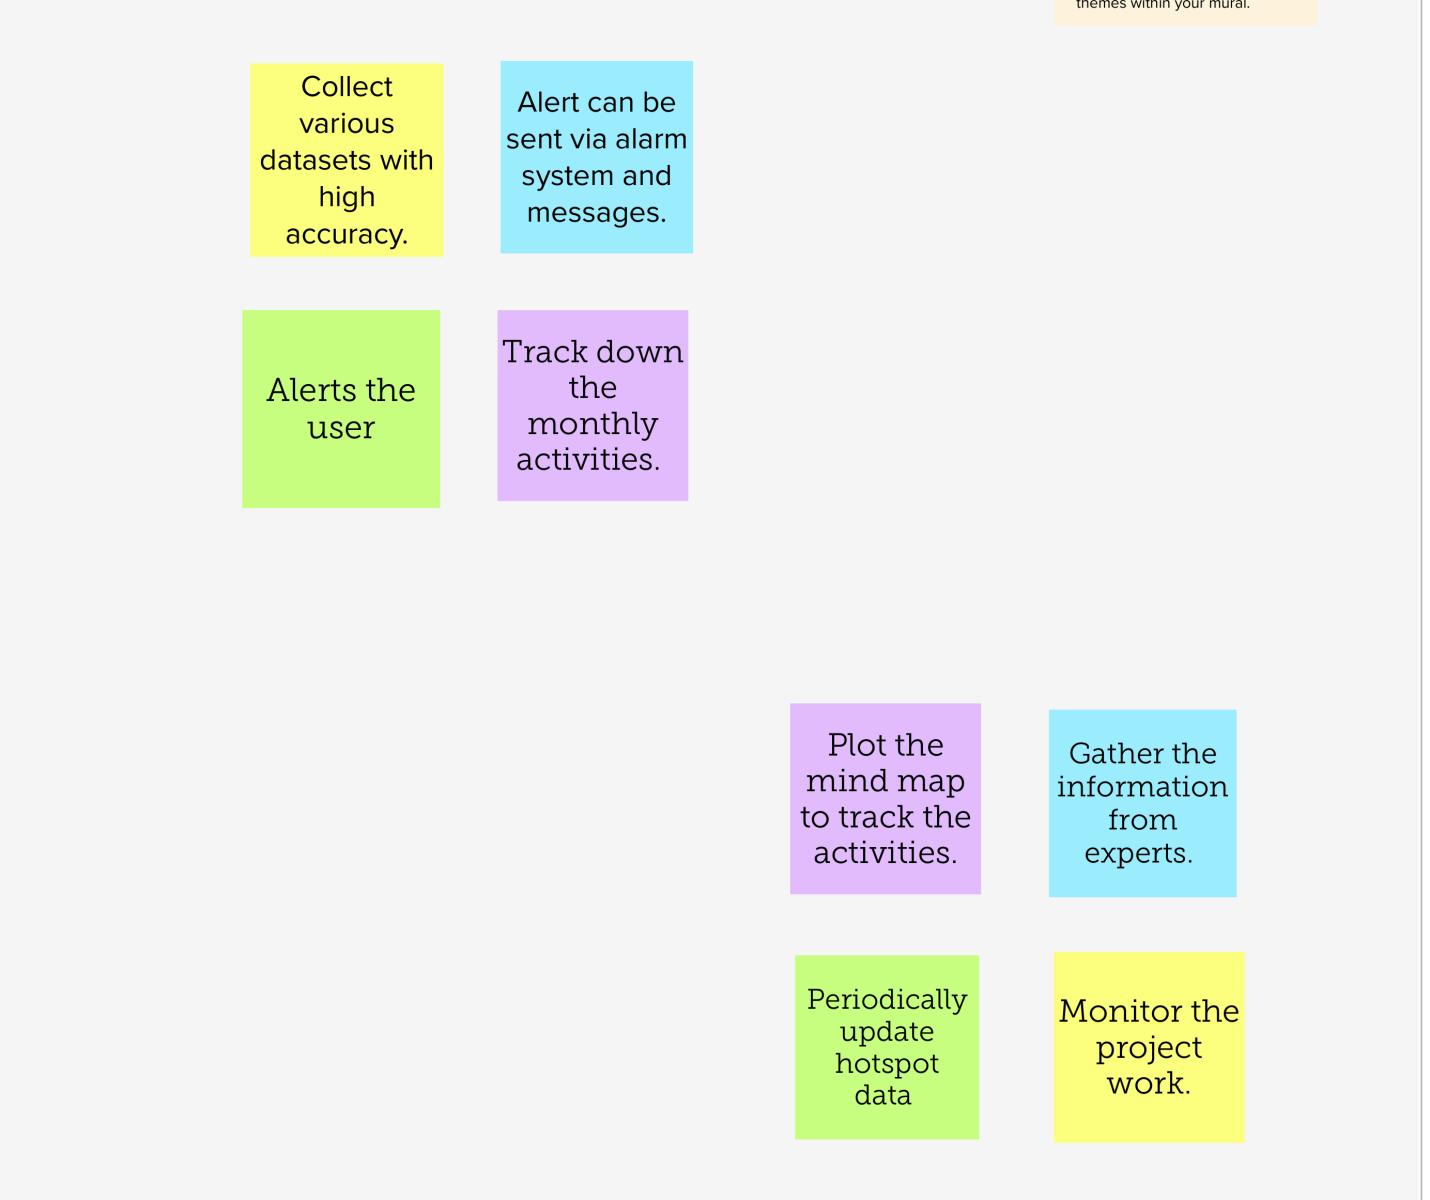 themes within your mural.
Collect
various
datasets with
high
accuracy.
Alert can be
sent via alarm
system and
messages.
Alerts the
user
Track down
the
monthly
activities.
Plot the
mind map
to track the
activities.
Gather the
information
from
experts.
Periodically
update
hotspot
data
Monitor the
project
work.